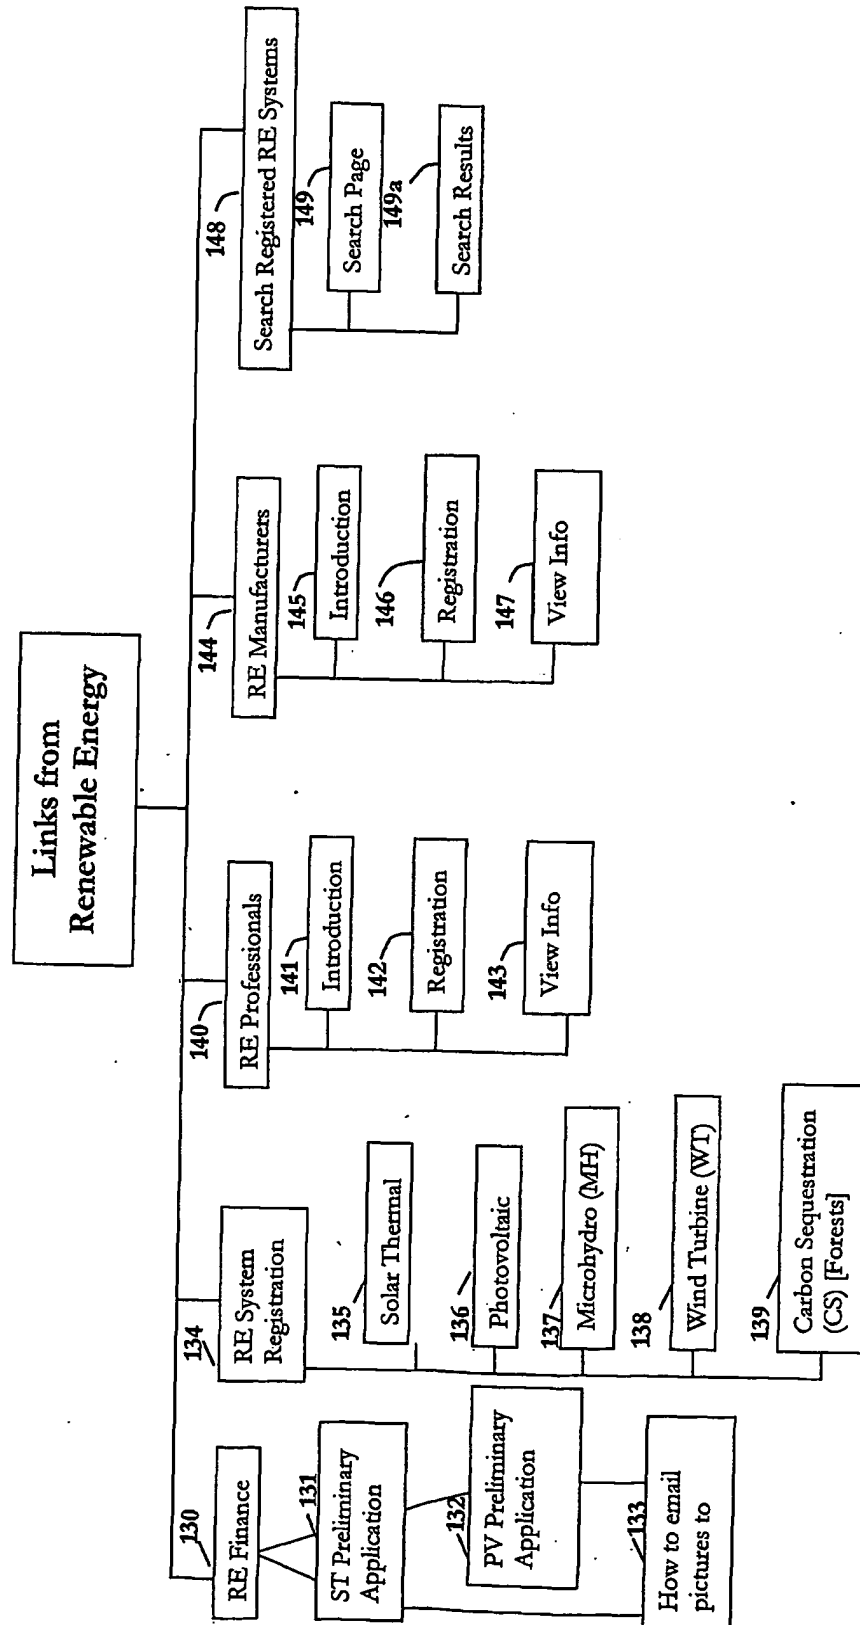 Links from
Renewable Energy
130
RE Finance
131
ST Preliminary
Application
132
PV Preliminary
Application
133
How to email
pictures to
134
RE System
Registration
135
Solar Thermal
136
Photovoltaic
137
Microhydro (MH)
138
Wind Turbine (WT)
139
Carbon Sequestration
(CS) [Forests]
140
RE Professionals
141
Introduction
142
Registration
143
View Info
144
RE Manufacturers
145
Introduction
146
Registration
147
View Info
148
Search Registered RE Systems
149
Search Page
149a
Search Results